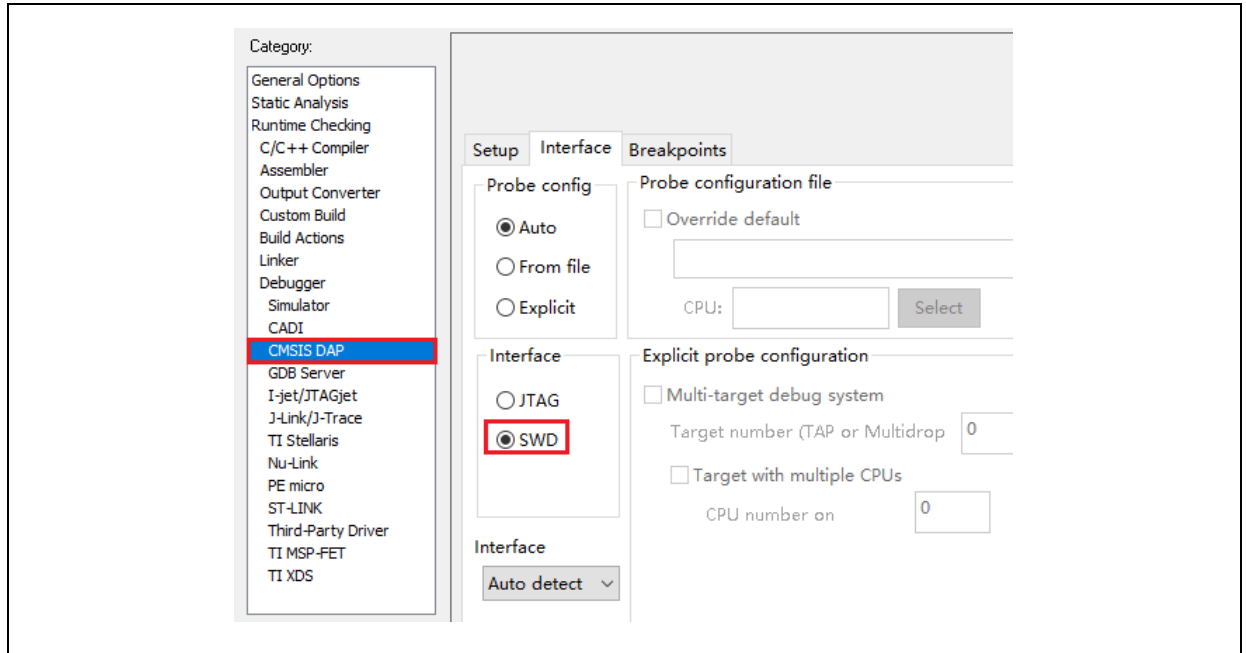 Category:
General Options
Static Analysis
Runtime Checking
C/C++ Compiler
Assembler
Output Converter
Custom Build
Build Actions
Linker
Debugger
Simulator
CADI
CMSIS DAP
GDB Server
I-jet/JTAGjet
J-Link/J-Trace
TI Stellaris
Nu-Link
PE micro
ST-LINK
Third-Party Driver
TI MSP-FET
TI XDS
Setup Interface Breakpoints
Probe config
Auto
From file
Explicit
Probe configuration file
Override default
CPU: Select
Interface
JTAG
SWD
Explicit probe configuration
Multi-target debug system
Target number (TAP or Multidrop 0
Target with multiple CPUs
CPU number on 0
Interface
Auto detect